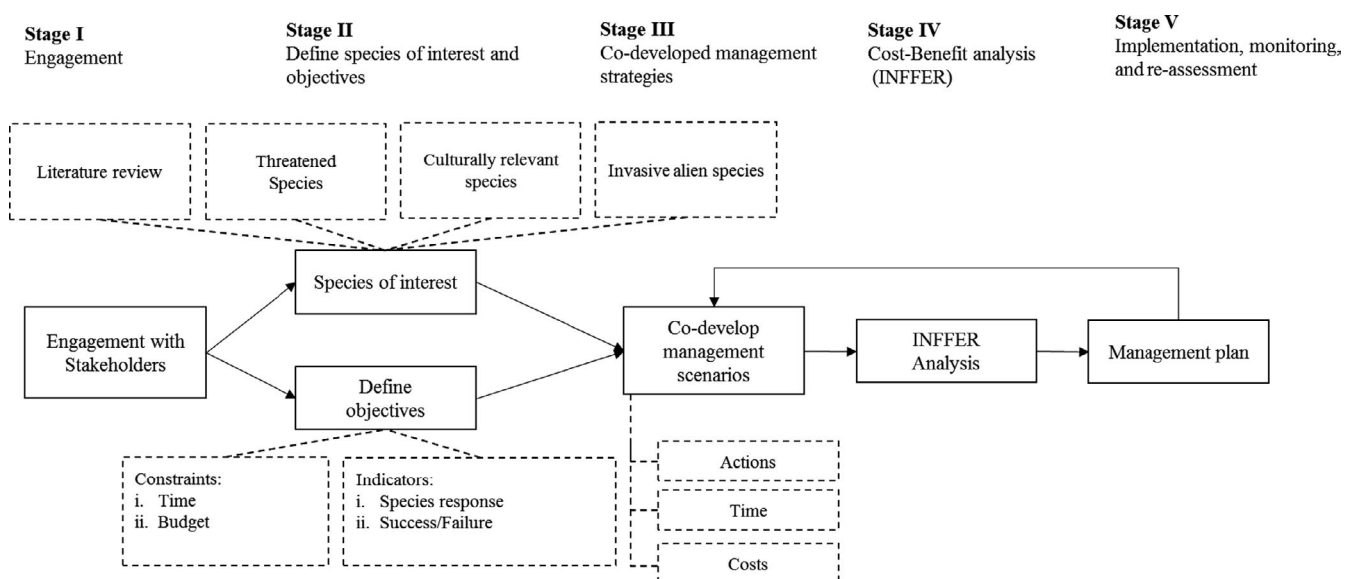 Stage I
Engagement
Stage II
Define species of interest and
objectives
Stage III
Co-developed management
strategies
Stage IV
Cost-Benefit analysis
(INFFER)
Stage V
Implementation, monitoring,
and re-assessment
Literature review
Threatened
Species
Culturally relevant
species
Invasive alien species
Species of interest
Engagement with
Stakeholders
Define
objectives
Co-develop
management
scenarios
INFFER
Analysis
Management plan
Constraints:
i. Time
ii. Budget
Indicators:
i. Species response
ii. Success/Failure
Actions
Time
Costs